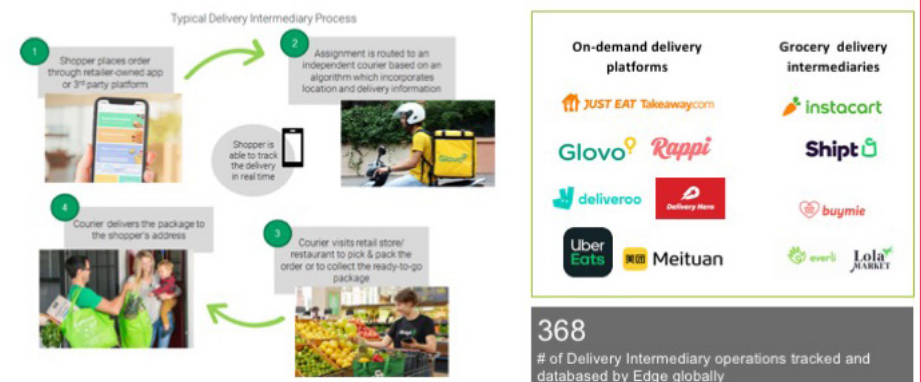 Typical Delivery Intermediary Process
1
Shopper places order
through retailer-owned app
or 3rd party platform
2
Assignment is routed to an
independent courier based on an
algorithm which incorporates
location and delivery information
Glovo
Shopper is
able to track
the delivery
in real time
4
Courier delivers the package to
the shopper's address
3
Courier visits retail store/
restaurant to pick & pack the
order or to collect the ready-to-go
package
On-demand delivery
platforms
JUST EAT Takeaway.com
Glovo
Rappi
deliveroo
Delivery Hero
Uber
Eats
美团 Meituan
Grocery delivery
intermediaries
instacart
Shipt
buymie
everli
Lola
MARKET
368
# of Delivery Intermediary operations tracked and
databased by Edge globally